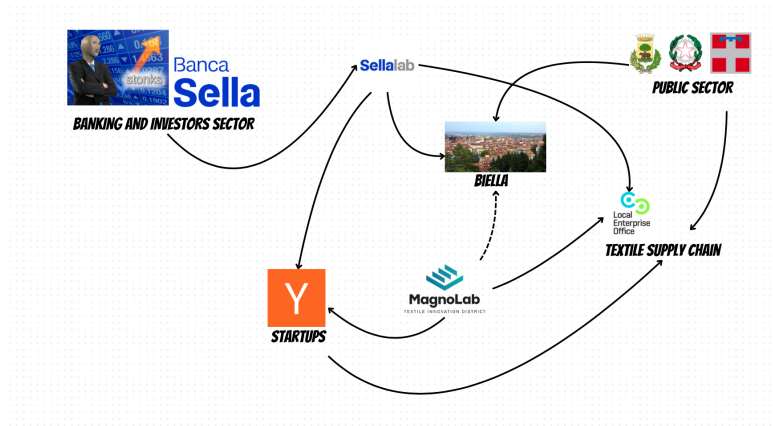 stonks
Banca
Sella
BANKING AND INVESTORS SECTOR
Sellalab
PUBLIC SECTOR
BIELLA
Local
Enterprise
Office
TEXTILE SUPPLY CHAIN
MagnoLab
TEXTILE INNOVATION DISTRICT
Y
STARTUPS